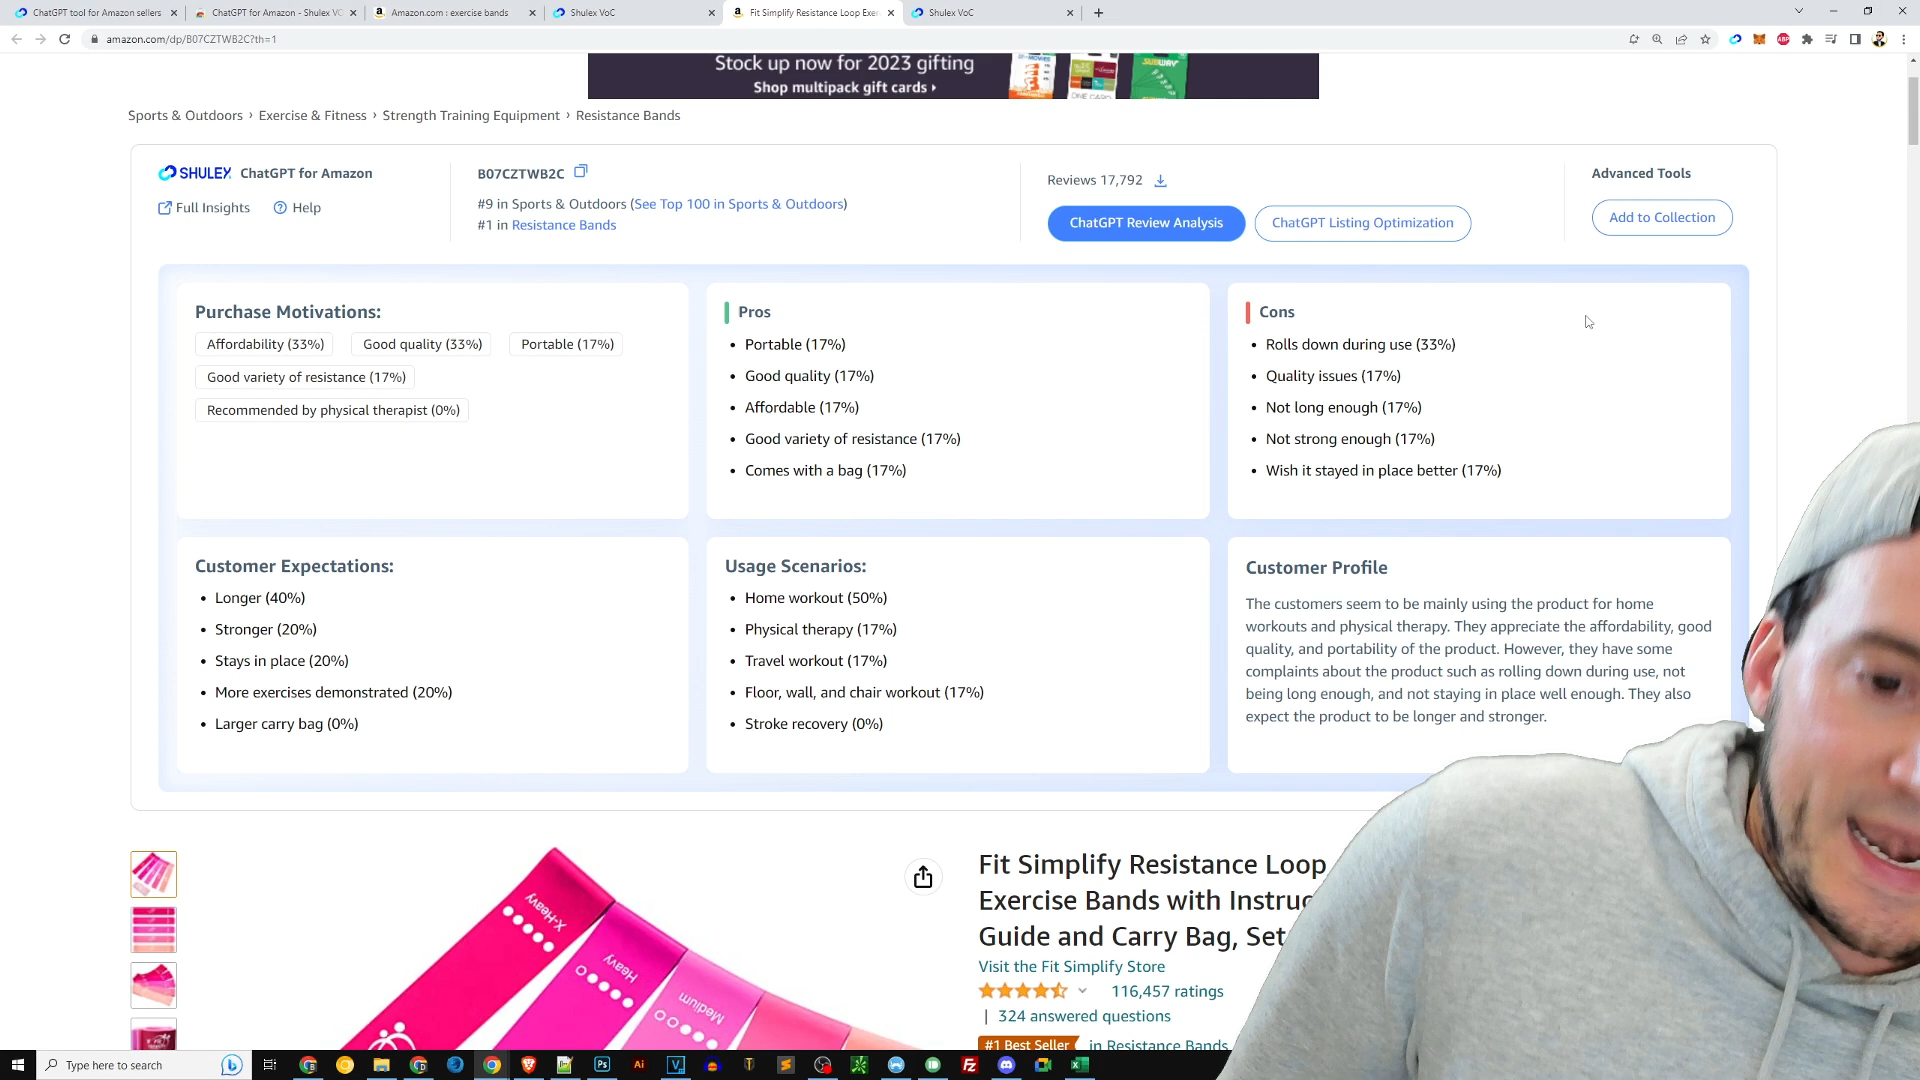 ChatGPT tool for Amazon sellers
ChatGPT for Amazon - Shulex VO
Amazon.com : exercise bands
Shulex VoC
Fit Simplify Resistance Loop Exer
Shulex VoC
amazon.com/dp/B07CZTWB2C?th=1
Stock up now for 2023 gifting
Shop multipack gift cards
SUBWAY
Sports & Outdoors › Exercise & Fitness › Strength Training Equipment › Resistance Bands
SHULEX ChatGPT for Amazon
Full Insights
Help
B07CZTWB2C
#9 in Sports & Outdoors (See Top 100 in Sports & Outdoors)
#1 in Resistance Bands
Reviews 17,792
ChatGPT Review Analysis
ChatGPT Listing Optimization
Advanced Tools
Add to Collection
Purchase Motivations:
Affordability (33%)
Good quality (33%)
Portable (17%)
Good variety of resistance (17%)
Recommended by physical therapist (0%)
Pros
• Portable (17%)
• Good quality (17%)
• Affordable (17%)
• Good variety of resistance (17%)
• Comes with a bag (17%)
Cons
• Rolls down during use (33%)
• Quality issues (17%)
• Not long enough (17%)
• Not strong enough (17%)
• Wish it stayed in place better (17%)
Customer Expectations:
• Longer (40%)
• Stronger (20%)
• Stays in place (20%)
• More exercises demonstrated (20%)
• Larger carry bag (0%)
Usage Scenarios:
• Home workout (50%)
• Physical therapy (17%)
• Travel workout (17%)
• Floor, wall, and chair workout (17%)
• Stroke recovery (0%)
Customer Profile
The customers seem to be mainly using the product for home
workouts and physical therapy. They appreciate the affordability, good
quality, and portability of the product. However, they have some
complaints about the product such as rolling down during use, not
being long enough, and not staying in place well enough. They also
expect the product to be longer and stronger.
X-Heavy
Heavy
Medium
Fit Simplify Resistance Loop
Exercise Bands with Instruc
Guide and Carry Bag, Set
Visit the Fit Simplify Store
116,457 ratings
| 324 answered questions
#1 Best Seller in Resistance Bands
Type here to search